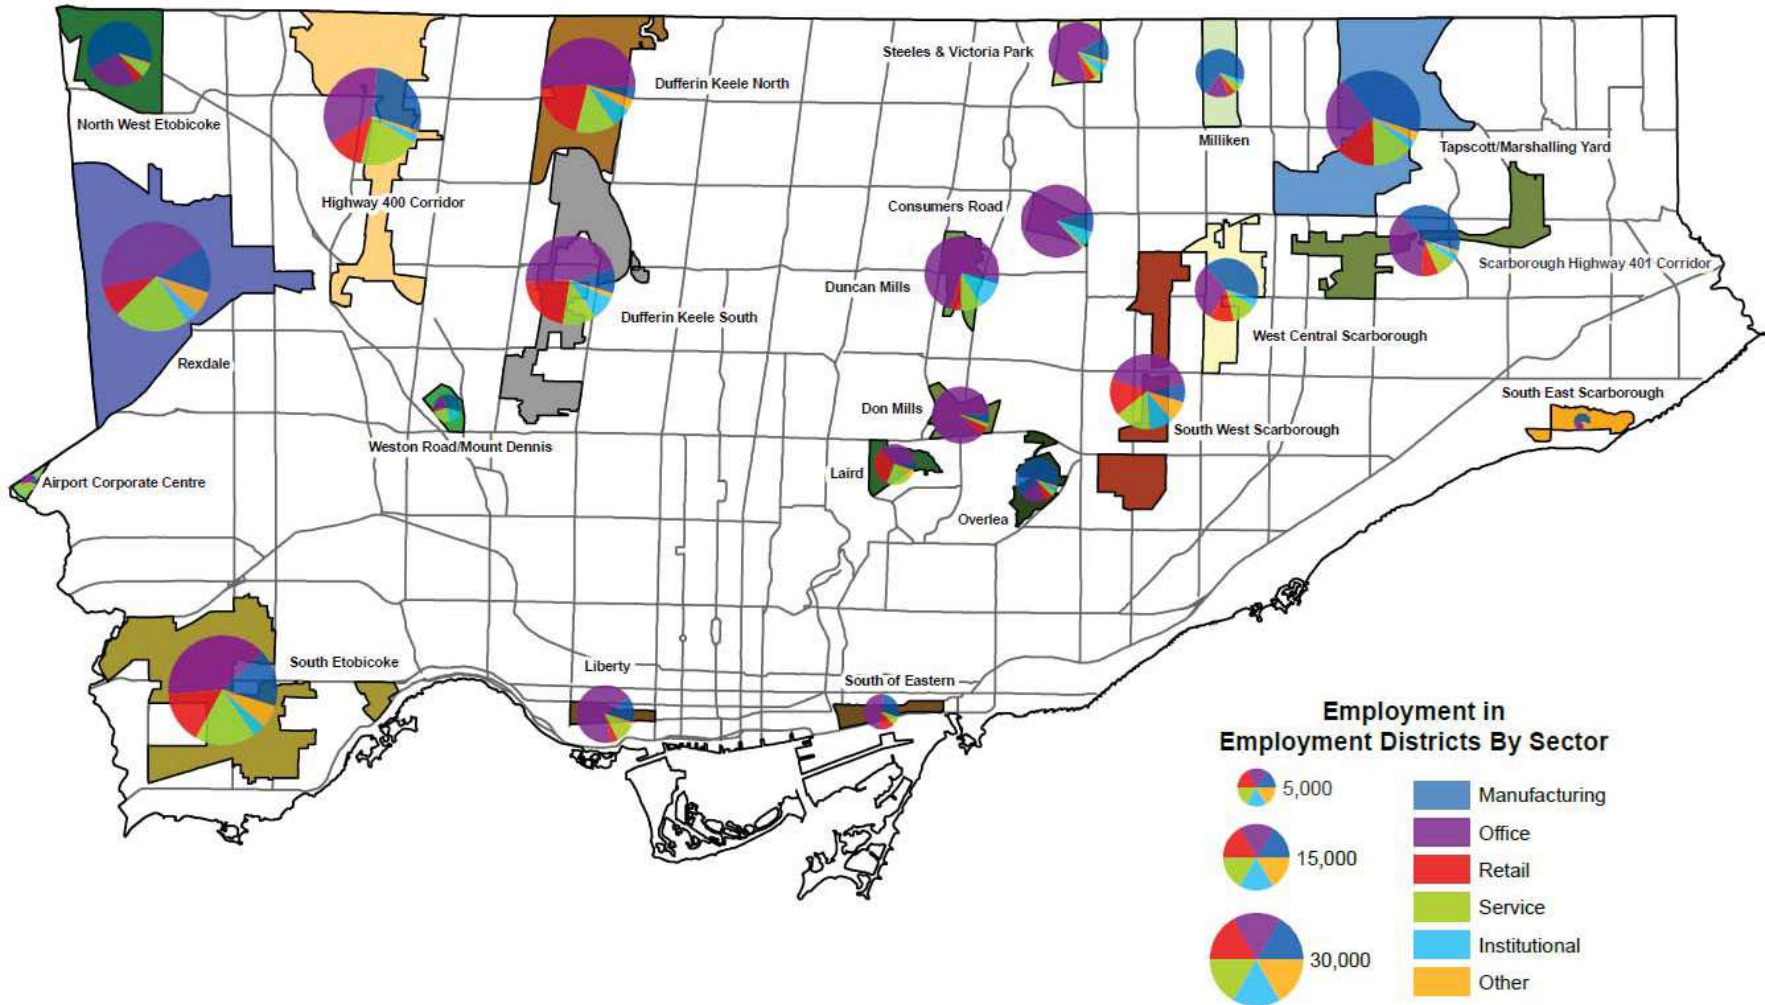 Steeles & Victoria Park
Dufferin Keele North
North West Etobicoke
Milliken
Tapscott/Marshalling Yard
Highway 400 Corridor
Consumers Road
Scarborough Highway 401 Corridor
Duncan Mills
Dufferin Keele South
West Central Scarborough
Rexdale
South East Scarborough
Don Mills
South West Scarborough
Weston Road/Mount Dennis
Laird
Airport Corporate Centre
Overlea
South Etobicoke
Liberty
South of Eastern
Employment in
Employment Districts By Sector
5,000
15,000
30,000
Manufacturing
Office
Retail
Service
Institutional
Other